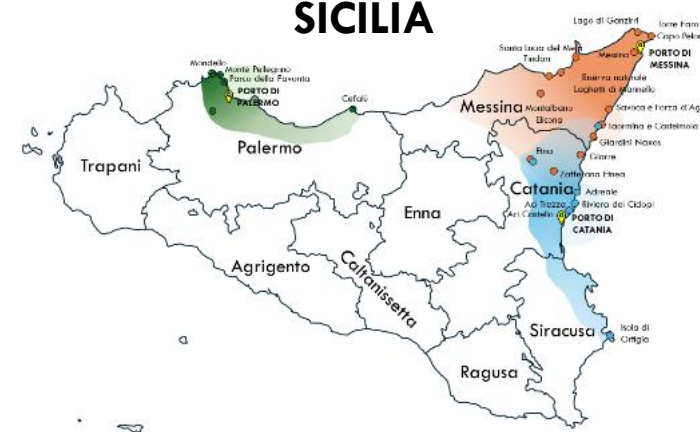 SICILIA
Lago di Ganzirri
Torre Faro
Capo Pelor
Santa Lucia del Mela
Tindari
Messina
PORTO DI
MESSINA
Mondello
Monte Pellegrino
Parco della Favorita
PORTO DI
PALERMO
Cefalù
Riserva naturale
Laghetti di Marinello
Messina
Montalbano
Elicona
Savoca e Forza d'Ag
Taormina e Castelmola
Giardini Naxos
Palermo
Trapani
Etna
Giarre
Zafferana Etnea
Catania
Adreale
Aci Trezza
Riviera dei Ciclopi
Aci Castello
PORTO DI
CATANIA
Enna
Agrigento
Caltanissetta
Siracusa
Isola di
Ortigia
Ragusa